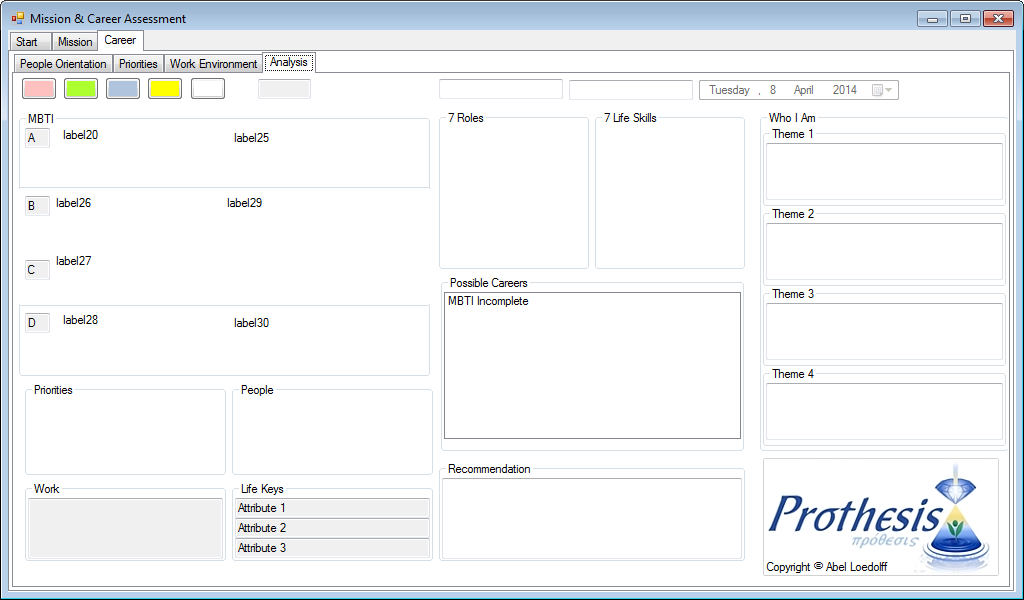 Mission & Career Assessment
Start Mission Career
People Orientation Priorities Work Environment Analysis
Tuesday , 8 April 2014
MBTI
A label20 label25
B label26 label29
C label27
D label28 label30
Priorities
People
Work
Life Keys
Attribute 1
Attribute 2
Attribute 3
7 Roles
7 Life Skills
Possible Careers
MBTI Incomplete
Recommendation
Who I Am
Theme 1
Theme 2
Theme 3
Theme 4
Prothesis
πρόθεσις
Copyright © Abel Loedolff